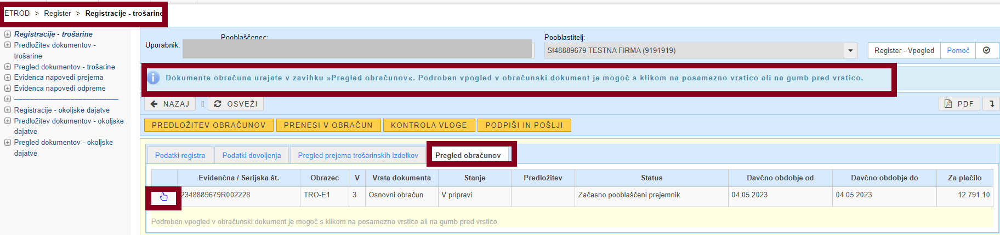 ETROD > Register > Registracije - trošarine
Registracije - trošarine
Predložitev dokumentov -
trošarine
Pregled dokumentov - trošarine
Evidenca napovedi prejema
Evidenca napovedi odpreme
Registracije - okoljske dajatve
Predložitev dokumentov - okoljske
dajatve
Pregled dokumentov - okoljske
dajatve
Uporabnik:
Pooblaščenec:
Pooblastitelj:
SI48889679 TESTNA FIRMA (9191919)
Register - Vpogled Pomoč
Dokumente obračuna urejate v zavihku »Pregled obračunov«. Podroben vpogled v obračunski dokument je mogoč s klikom na posamezno vrstico ali na gumb pred vrstico.
NAZAJ OSVEŽI PDF
PREDLOŽITEV OBRAČUNOV PRENESI V OBRAČUN KONTROLA VLOGE PODPIŠI IN POŠLJI
Podatki registra Podatki dovoljenja Pregled prejema trošarinskih izdelkov Pregled obračunov
Evidenčna / Serijska št. Obrazec V Vrsta dokumenta Stanje Predložitev Status Davčno obdobje od Davčno obdobje do Za plačilo
2348889679R002228 TRO-E1 3 Osnovni obračun V pripravi Začasno pooblaščeni prejemnik 04.05.2023 04.05.2023 12.791,10
Podroben vpogled v obračunski dokument je mogoč s klikom na posamezno vrstico ali na gumb pred vrstico.